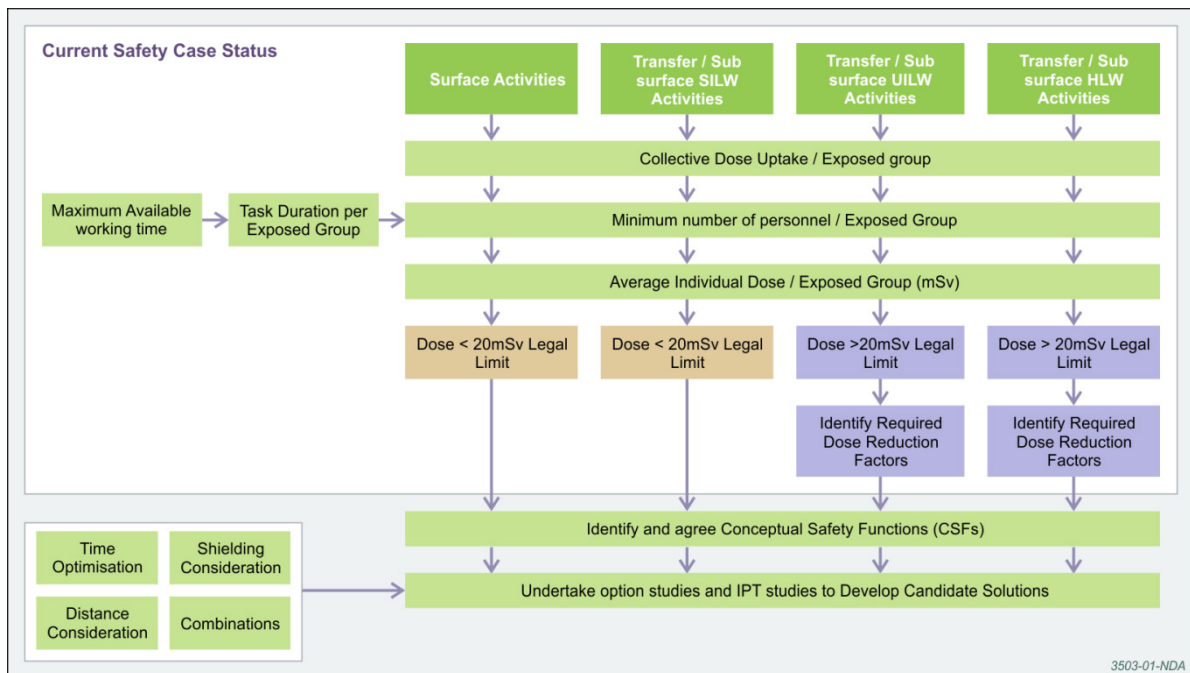 Current Safety Case Status
Surface Activities
Transfer / Sub
surface SILW
Activities
Transfer / Sub
surface UILW
Activities
Transfer / Sub
surface HLW
Activities
Collective Dose Uptake / Exposed group
Maximum Available
working time
Task Duration per
Exposed Group
Minimum number of personnel / Exposed Group
Average Individual Dose / Exposed Group (mSv)
Dose < 20mSv Legal
Limit
Dose < 20mSv Legal
Limit
Dose >20mSv Legal
Limit
Dose > 20mSv Legal
Limit
Identify Required
Dose Reduction
Factors
Identify Required
Dose Reduction
Factors
Identify and agree Conceptual Safety Functions (CSFs)
Time
Optimisation
Shielding
Consideration
Distance
Consideration
Combinations
Undertake option studies and IPT studies to Develop Candidate Solutions
3503-01-NDA